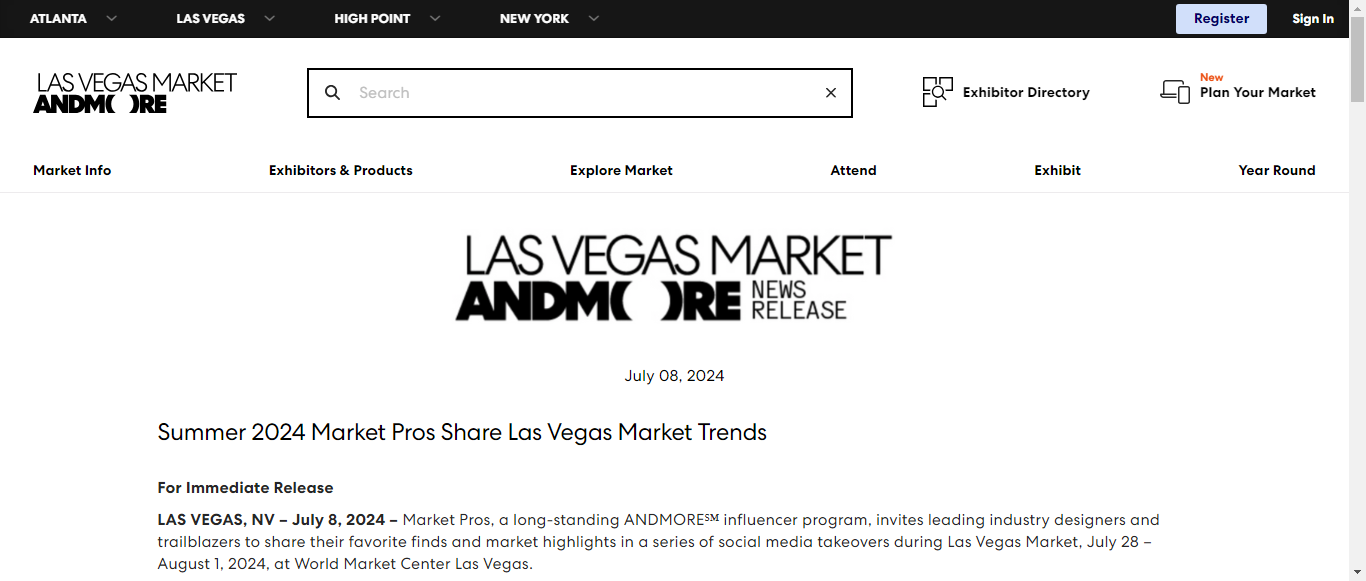 ATLANTA LAS VEGAS HIGH POINT NEW YORK Register Sign In
LAS VEGAS MARKET
ANDMORE
Search
Exhibitor Directory
New
Plan Your Market
Market Info Exhibitors & Products Explore Market Attend Exhibit Year Round
LAS VEGAS MARKET
ANDMORE NEWS RELEASE
July 08, 2024
Summer 2024 Market Pros Share Las Vegas Market Trends
For Immediate Release
LAS VEGAS, NV – July 8, 2024 – Market Pros, a long-standing ANDMORE℠ influencer program, invites leading industry designers and
trailblazers to share their favorite finds and market highlights in a series of social media takeovers during Las Vegas Market, July 28 –
August 1, 2024, at World Market Center Las Vegas.